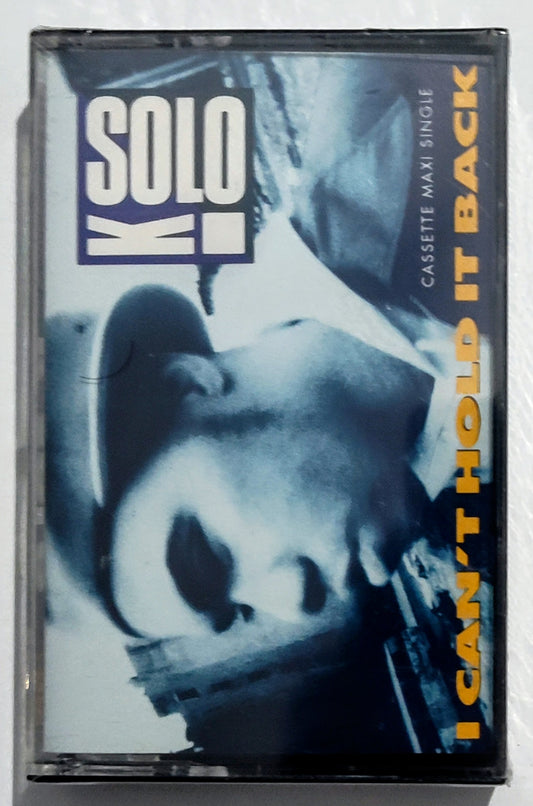 K SOLO
CASSETTE MAXI SINGLE
I CAN'T HOLD IT BACK